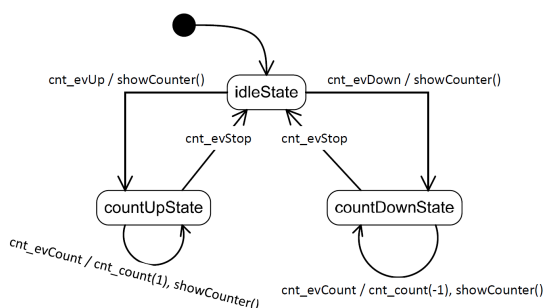 cnt_evUp / showCounter()
cnt_evDown / showCounter()
idleState
cnt_evStop
cnt_evStop
countUpState
countDownState
cnt_evCount / cnt_count(1), showCounter()
cnt_evCount / cnt_count(-1), showCounter()